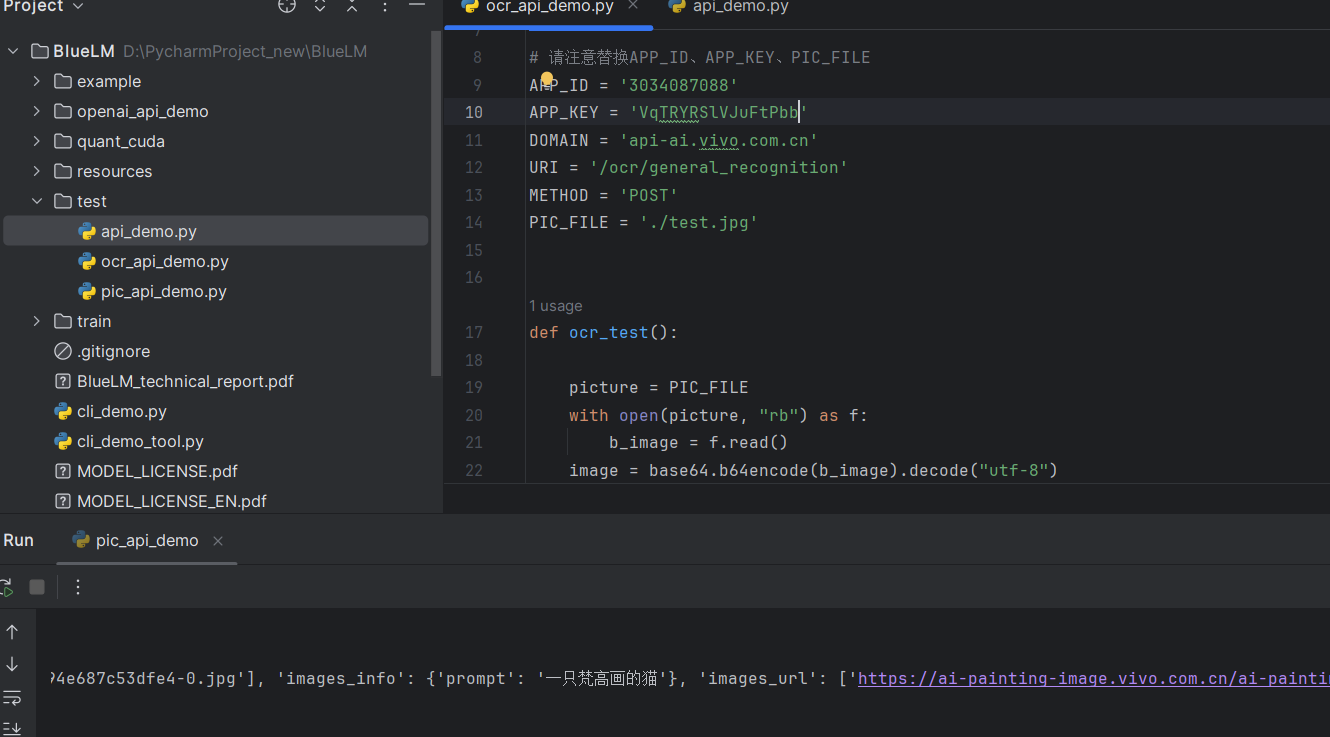 Project
BlueLM D:\PycharmProject_new\BlueLM
example
openai_api_demo
quant_cuda
resources
test
api_demo.py
ocr_api_demo.py
pic_api_demo.py
train
.gitignore
BlueLM_technical_report.pdf
cli_demo.py
cli_demo_tool.py
MODEL_LICENSE.pdf
MODEL_LICENSE_EN.pdf
ocr_api_demo.py api_demo.py
8 # 请注意替换APP_ID、APP_KEY、PIC_FILE
9 APP_ID = '3034087088'
10 APP_KEY = 'VqTRYRSlVJuFtPbb'
11 DOMAIN = 'api-ai.vivo.com.cn'
12 URI = '/ocr/general_recognition'
13 METHOD = 'POST'
14 PIC_FILE = './test.jpg'
15
16
1 usage
17 def ocr_test():
18
19 picture = PIC_FILE
20 with open(picture, "rb") as f:
21 b_image = f.read()
22 image = base64.b64encode(b_image).decode("utf-8")
Run pic_api_demo
94e687c53dfe4-0.jpg'], 'images_info': {'prompt': '一只梵高画的猫'}, 'images_url': ['https://ai-painting-image.vivo.com.cn/ai-paintin